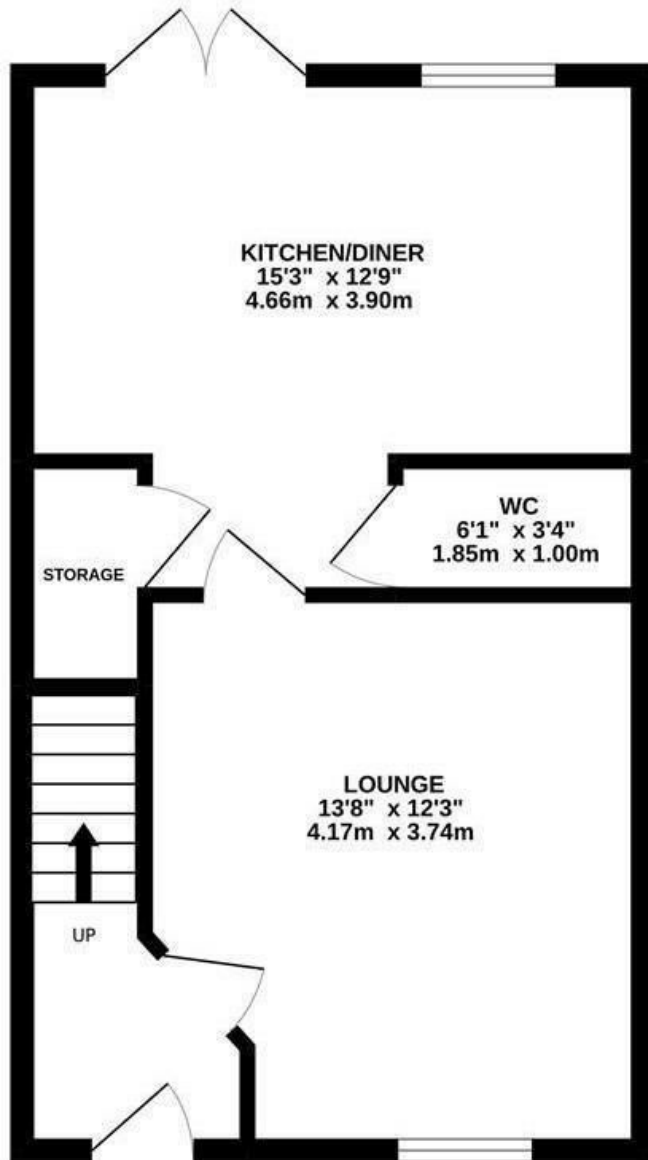 KITCHEN/DINER
15'3" x 12'9"
4.66m x 3.90m
WC
6'1" x 3'4"
1.85m x 1.00m
STORAGE
LOUNGE
13'8" x 12'3"
4.17m x 3.74m
UP